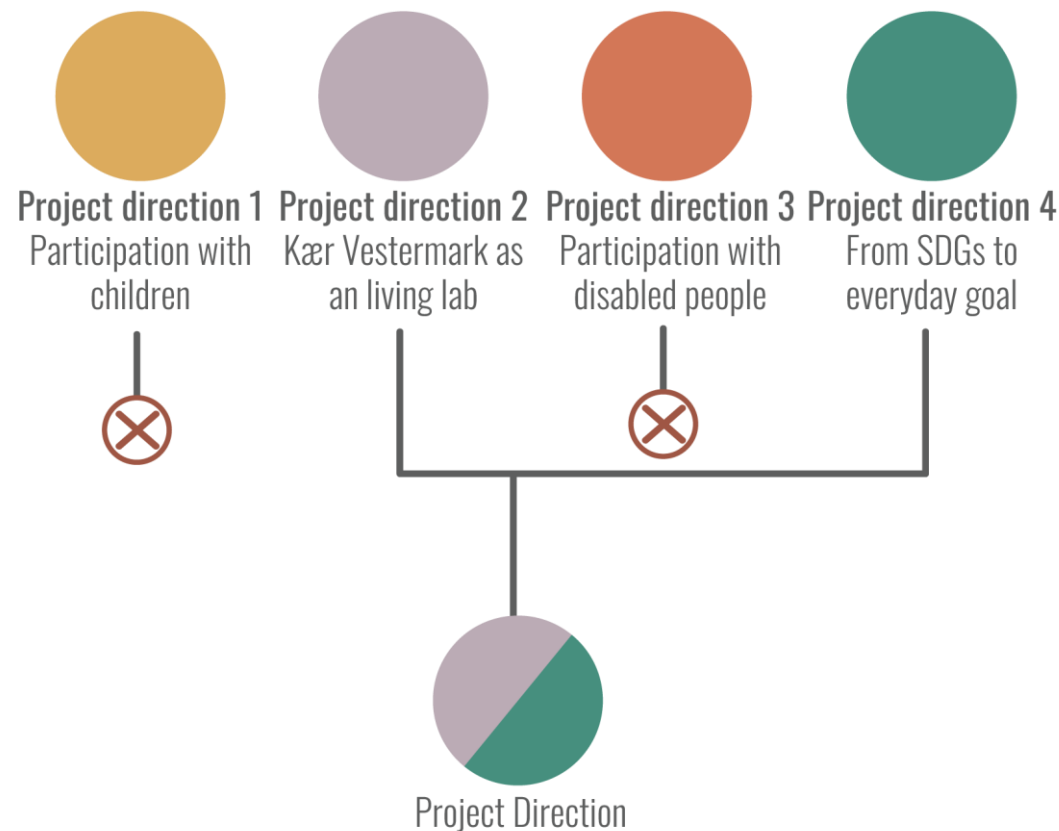 Project direction 1
Participation with
children
Project direction 2
Kær Vestermark as
an living lab
Project direction 3
Participation with
disabled people
Project direction 4
From SDGs to
everyday goal
Project Direction